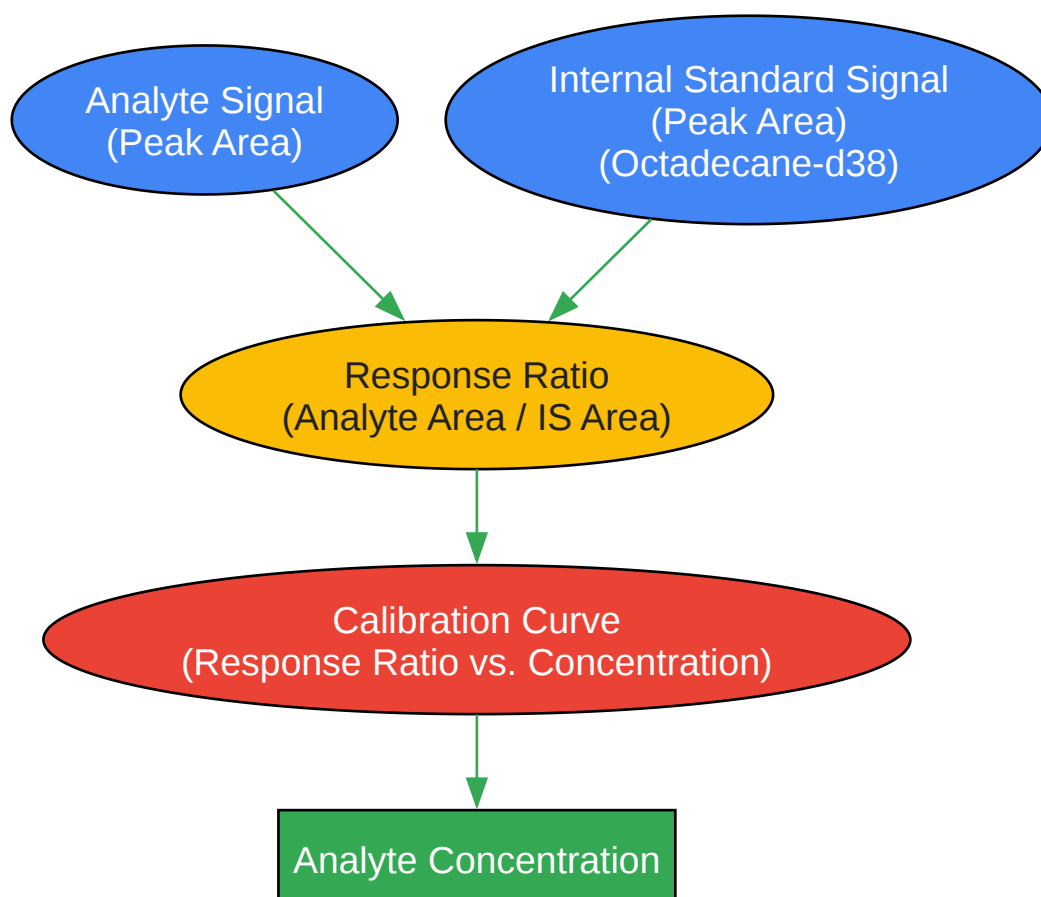 Analyte Signal
(Peak Area)
Internal Standard Signal
(Peak Area)
(Octadecane-d38)
Response Ratio
(Analyte Area / IS Area)
Calibration Curve
(Response Ratio vs. Concentration)
Analyte Concentration